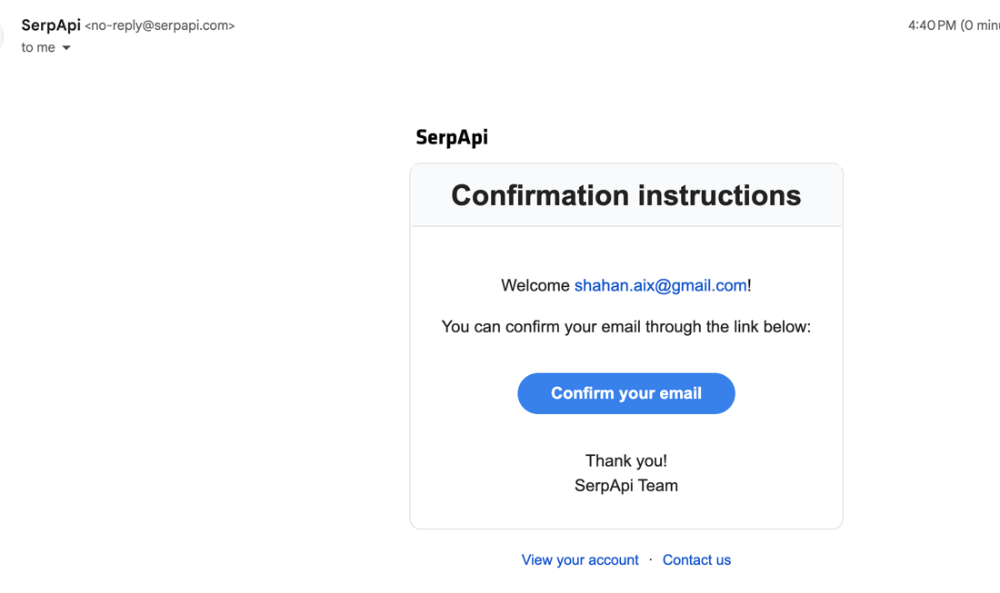 SerpApi <no-reply@serpapi.com>
4:40 PM (0 minu
to me
SerpApi
Confirmation instructions
Welcome shahan.aix@gmail.com!
You can confirm your email through the link below:
Confirm your email
Thank you!
SerpApi Team
View your account · Contact us